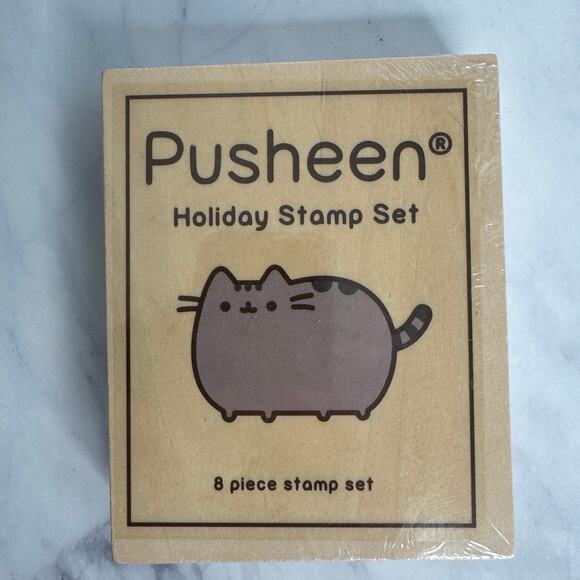 Pusheen®
Holiday Stamp Set
8 piece stamp set